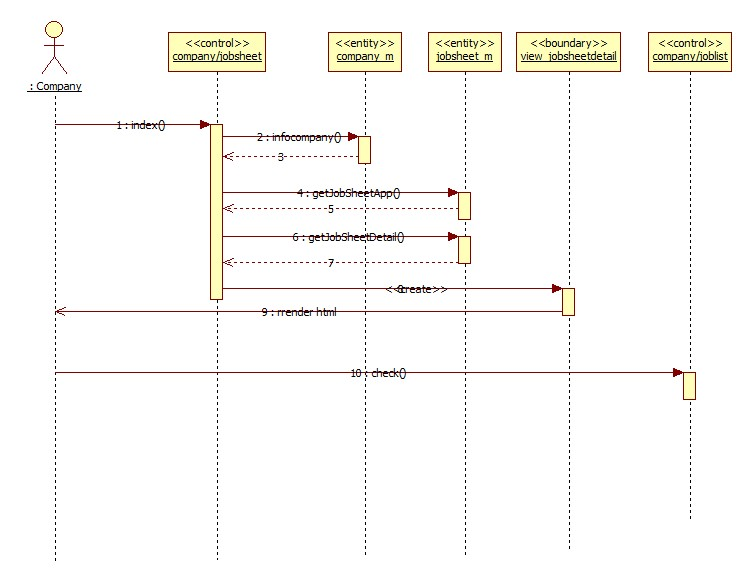 <<control>>
company/jobsheet
<<entity>>
company_m
<<entity>>
jobsheet_m
<<boundary>>
view_jobsheetdetail
<<control>>
company/joblist
: Company
1 : index()
2 : infocompany()
3
4 : getJobSheetApp()
5
6 : getJobSheetDetail()
7
<<create>>
9 : rrender html
10 : check()